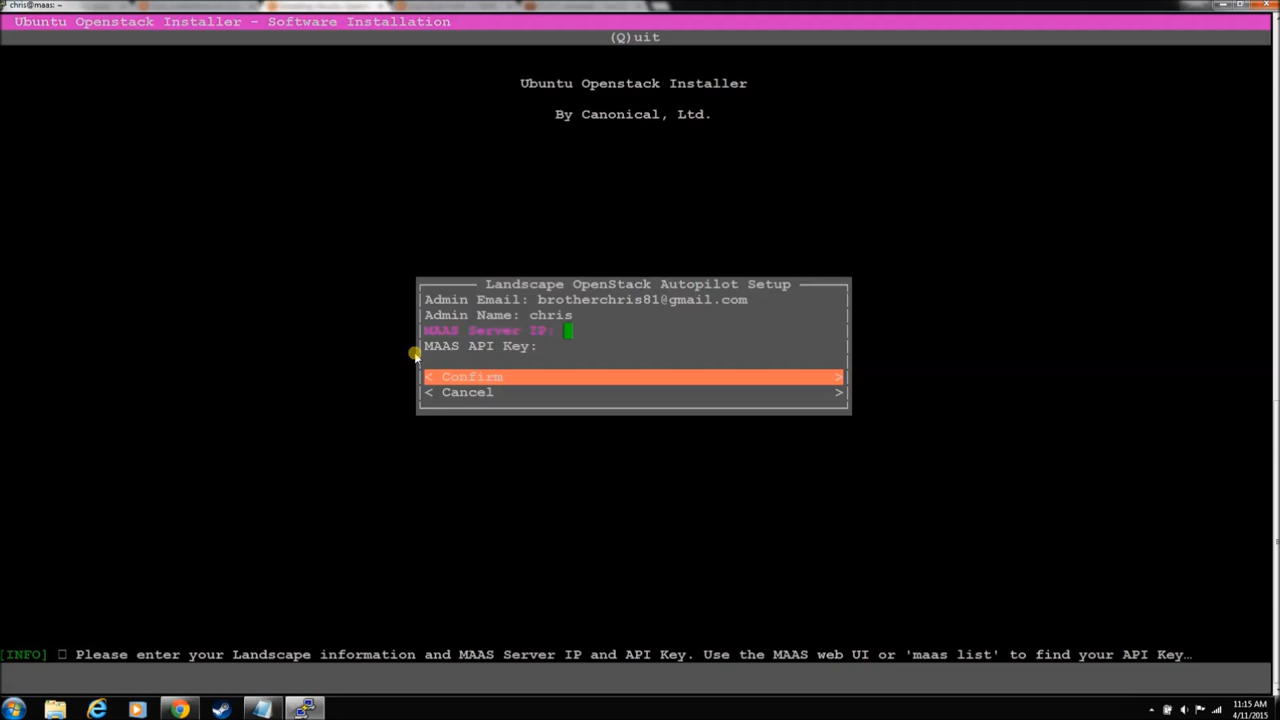 chris@maas: ~
Ubuntu Openstack Installer - Software Installation
(Q)uit
Ubuntu Openstack Installer
By Canonical, Ltd.
Landscape OpenStack Autopilot Setup
Admin Email: brotherchris81@gmail.com
Admin Name: chris
MAAS Server IP:
MAAS API Key:
< Confirm >
< Cancel >
[INFO] □ Please enter your Landscape information and MAAS Server IP and API Key. Use the MAAS web UI or 'maas list' to find your API Key…
11:15 AM
4/11/2015